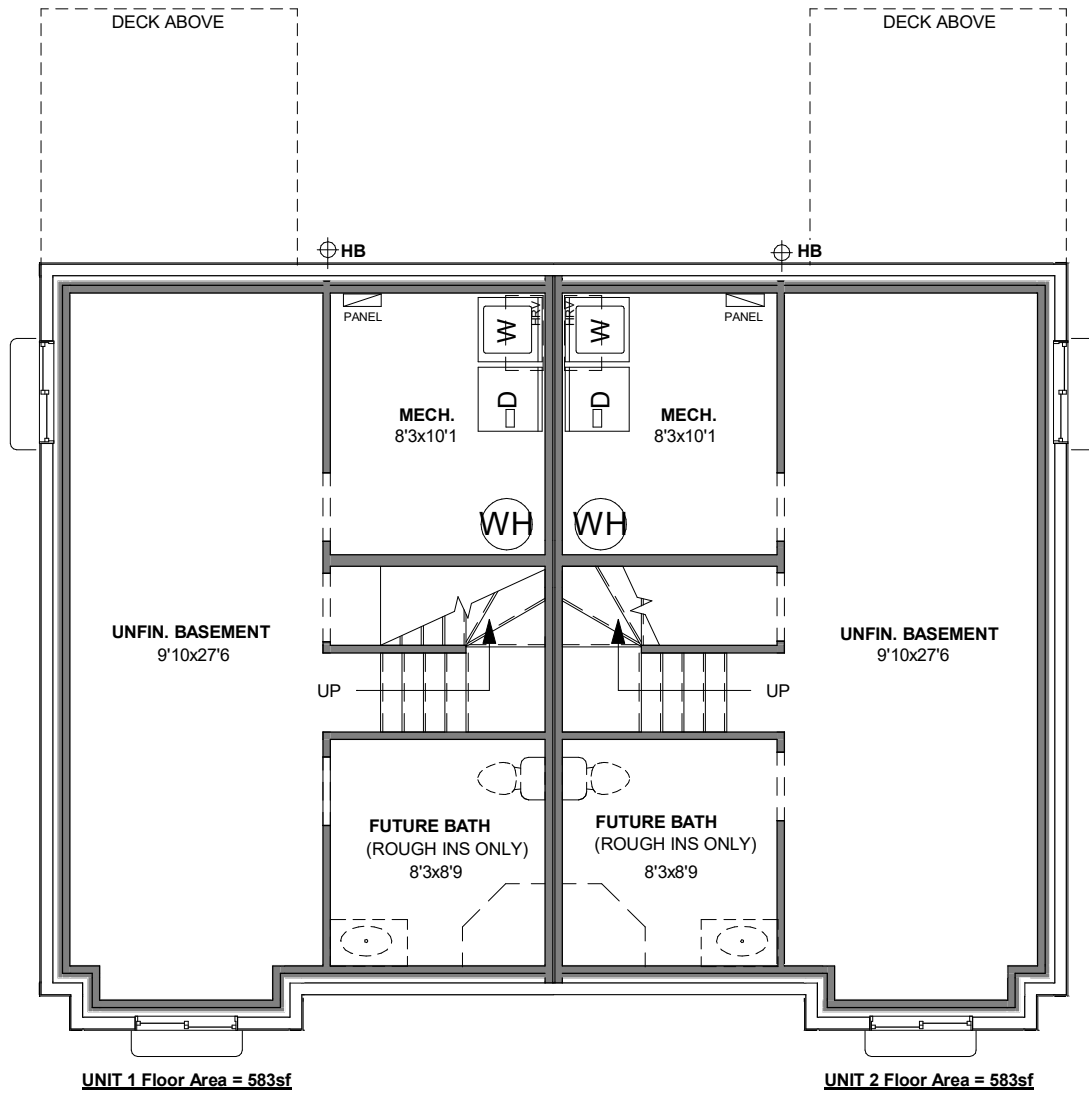 DECK ABOVE
DECK ABOVE
HB
HB
PANEL
W
HRV
HRV
W
PANEL
D
D
MECH.
8'3x10'1
MECH.
8'3x10'1
WH
WH
UNFIN. BASEMENT
9'10x27'6
UNFIN. BASEMENT
9'10x27'6
UP
UP
FUTURE BATH
(ROUGH INS ONLY)
8'3x8'9
FUTURE BATH
(ROUGH INS ONLY)
8'3x8'9
UNIT 1 Floor Area = 583sf
UNIT 2 Floor Area = 583sf